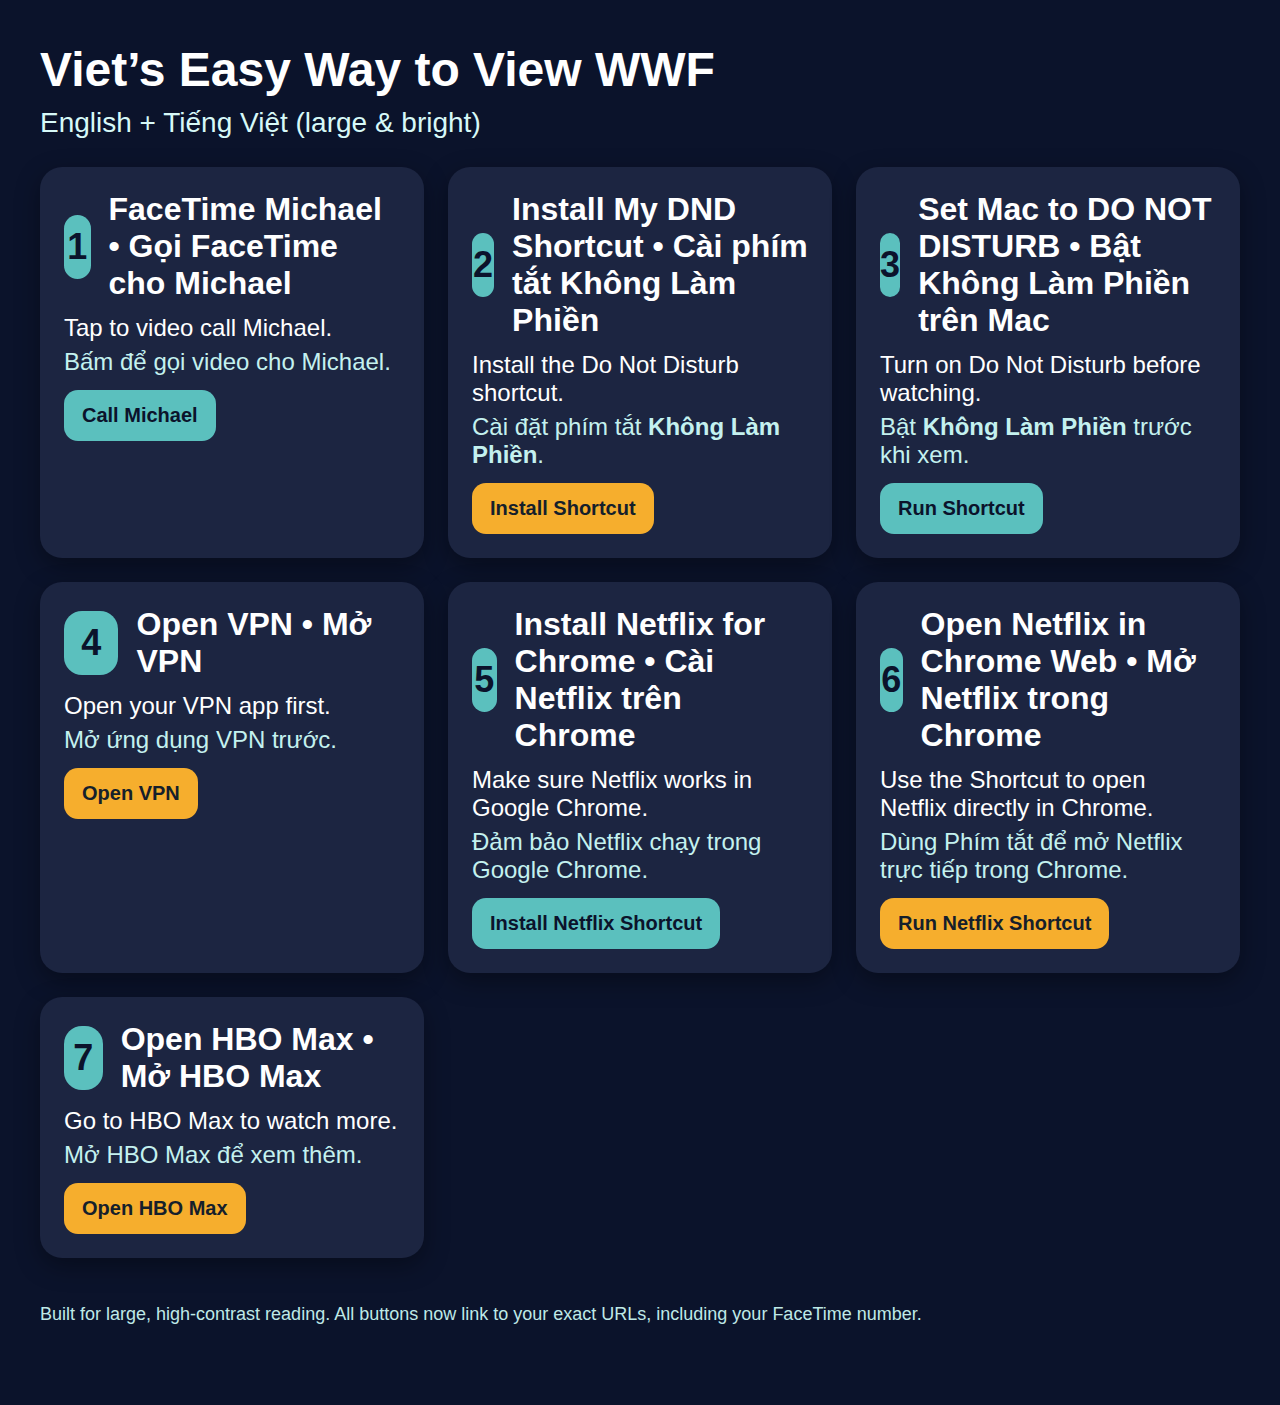 Viet’s Easy Way to View WWF
English + Tiếng Việt (large & bright)
1
FaceTime Michael
• Gọi FaceTime
cho Michael
Tap to video call Michael.
Bấm để gọi video cho Michael.
Call Michael
2
Install My DND
Shortcut • Cài phím
tắt Không Làm
Phiền
Install the Do Not Disturb
shortcut.
Cài đặt phím tắt Không Làm
Phiền.
Install Shortcut
3
Set Mac to DO NOT
DISTURB • Bật
Không Làm Phiền
trên Mac
Turn on Do Not Disturb before
watching.
Bật Không Làm Phiền trước
khi xem.
Run Shortcut
4
Open VPN • Mở
VPN
Open your VPN app first.
Mở ứng dụng VPN trước.
Open VPN
5
Install Netflix for
Chrome • Cài
Netflix trên
Chrome
Make sure Netflix works in
Google Chrome.
Đảm bảo Netflix chạy trong
Google Chrome.
Install Netflix Shortcut
6
Open Netflix in
Chrome Web • Mở
Netflix trong
Chrome
Use the Shortcut to open
Netflix directly in Chrome.
Dùng Phím tắt để mở Netflix
trực tiếp trong Chrome.
Run Netflix Shortcut
7
Open HBO Max •
Mở HBO Max
Go to HBO Max to watch more.
Mở HBO Max để xem thêm.
Open HBO Max
Built for large, high-contrast reading. All buttons now link to your exact URLs, including your FaceTime number.